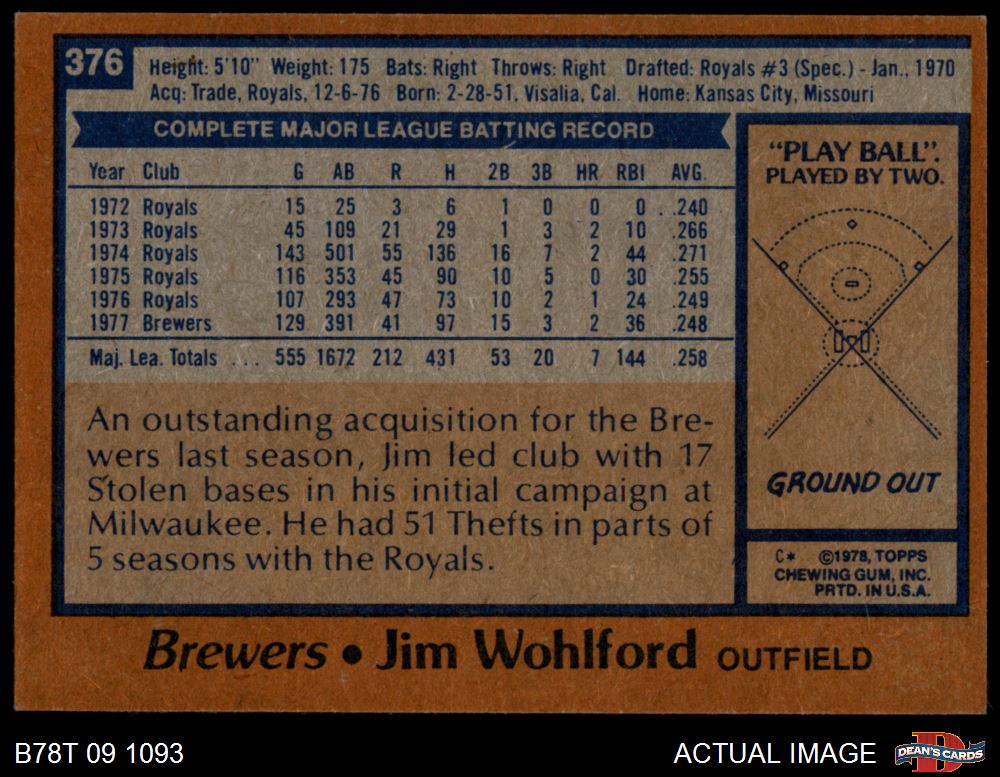 376
Height: 5'10" Weight: 175 Bats: Right Throws: Right Drafted: Royals #3 (Spec.) - Jan., 1970
Acq: Trade, Royals, 12-6-76 Born: 2-28-51, Visalia, Cal. Home: Kansas City, Missouri
COMPLETE MAJOR LEAGUE BATTING RECORD
Year Club G AB R H 2B 3B HR RBI AVG.
1972 Royals 15 25 3 6 1 0 0 0 . .240
1973 Royals 45 109 21 29 1 3 2 10 .266
1974 Royals 143 501 55 136 16 7 2 44 .271
1975 Royals 116 353 45 90 10 5 0 30 .255
1976 Royals 107 293 47 73 10 2 1 24 .249
1977 Brewers 129 391 41 97 15 3 2 36 .248
Maj. Lea. Totals . . . 555 1672 212 431 53 20 7 144 .258
An outstanding acquisition for the Bre-
wers last season, Jim led club with 17
Stolen bases in his initial campaign at
Milwaukee. He had 51 Thefts in parts of
5 seasons with the Royals.
"PLAY BALL".
PLAYED BY TWO.
GROUND OUT
C* ©1978, TOPPS
CHEWING GUM, INC.
PRTD. IN U.S.A.
Brewers • Jim Wohlford OUTFIELD
B78T 09 1093
ACTUAL IMAGE
D
DEAN'S CARDS